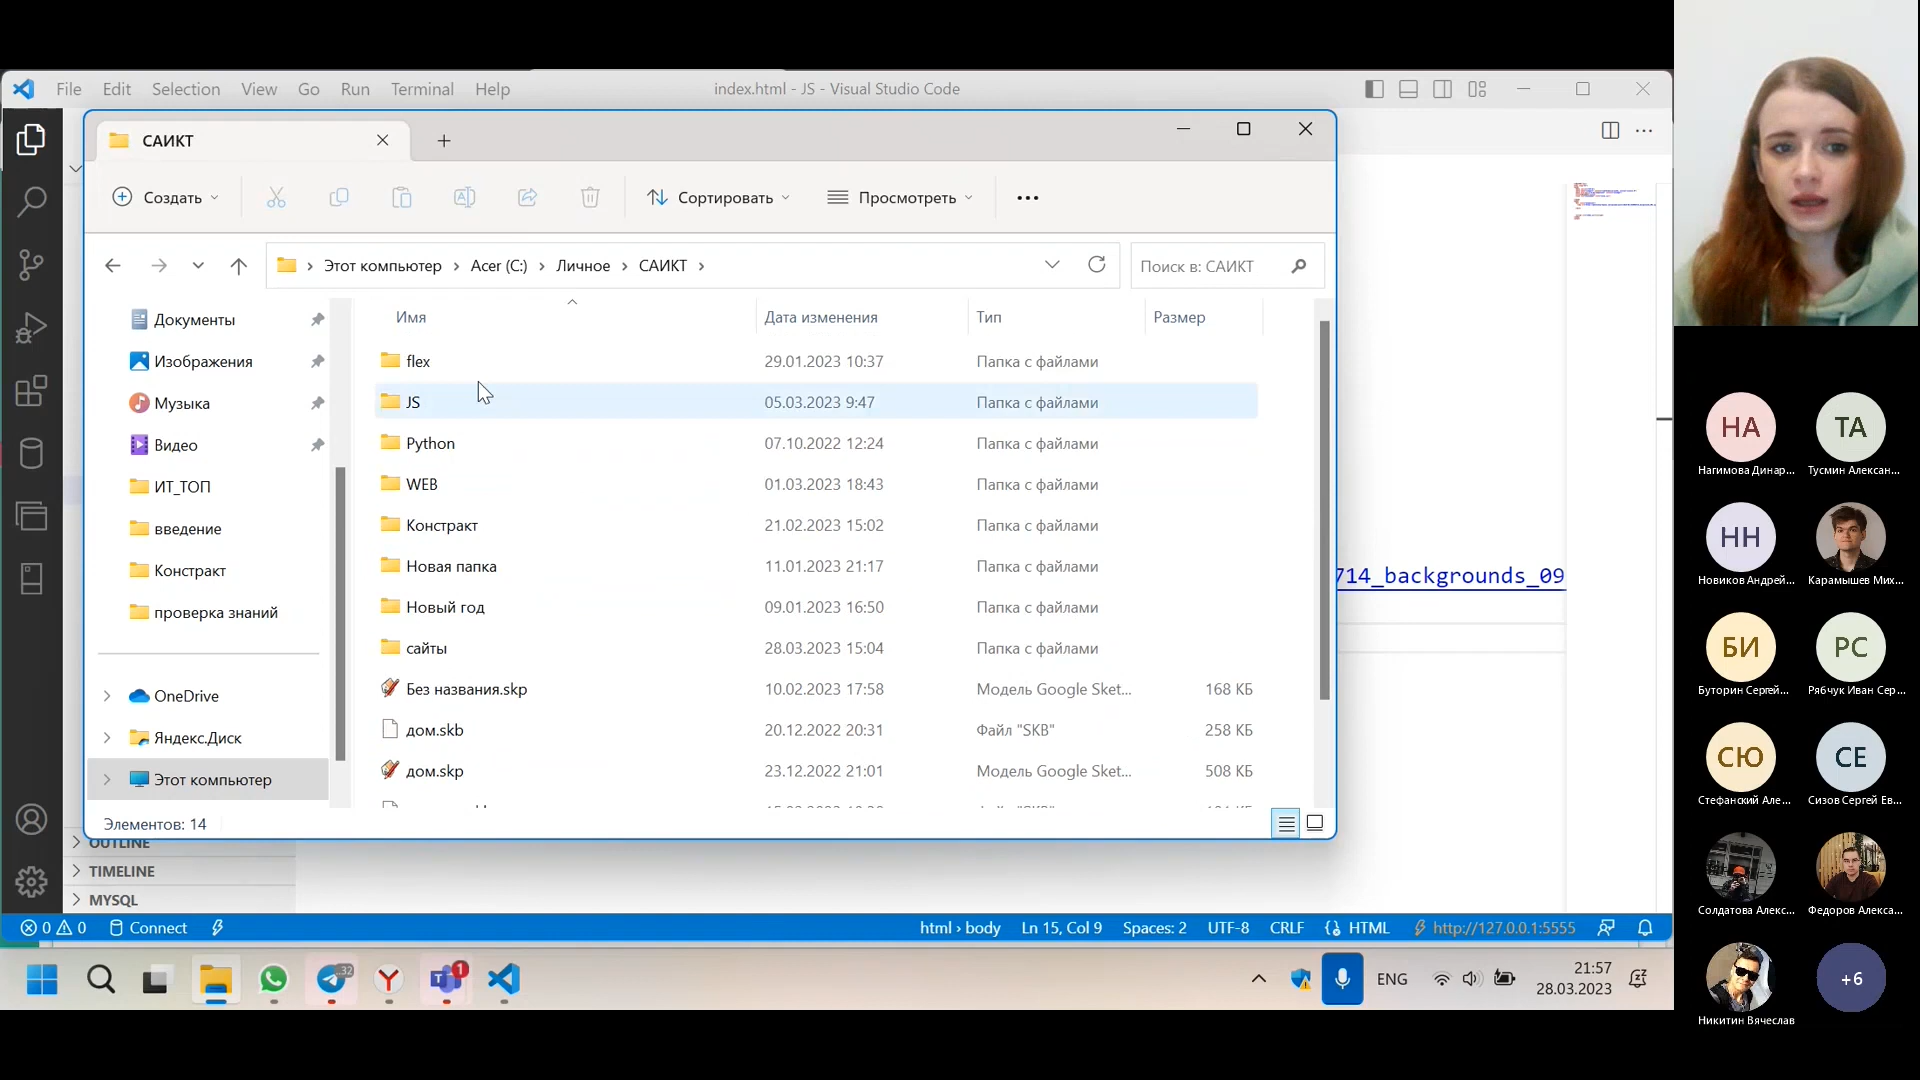 File Edit Selection View Go Run Terminal Help
index.html - JS - Visual Studio Code
САИКТ
Создать
Сортировать
Просмотреть
Этот компьютер > Acer (C:) > Личное > САИКТ >
Поиск в: САИКТ
Документы
Изображения
Музыка
Видео
ИТ_ТОП
введение
Констракт
проверка знаний
OneDrive
Яндекс.Диск
Этот компьютер
Имя Дата изменения Тип Размер
flex 29.01.2023 10:37 Папка с файлами
JS 05.03.2023 9:47 Папка с файлами
Python 07.10.2022 12:24 Папка с файлами
WEB 01.03.2023 18:43 Папка с файлами
Констракт 21.02.2023 15:02 Папка с файлами
Новая папка 11.01.2023 21:17 Папка с файлами
Новый год 09.01.2023 16:50 Папка с файлами
сайты 28.03.2023 15:04 Папка с файлами
Без названия.skp 10.02.2023 17:58 Модель Google Sket... 168 КБ
дом.skb 20.12.2022 20:31 Файл "SKB" 258 КБ
дом.skp 23.12.2022 21:01 Модель Google Sket... 508 КБ
Элементов: 14
714_backgrounds_09
OUTLINE
TIMELINE
MYSQL
0 0 Connect
html › body Ln 15, Col 9 Spaces: 2 UTF-8 CRLF HTML http://127.0.0.1:5555
32
1
ENG
21:57
28.03.2023
НА
Нагимова Динар...
ТА
Тусмин Алексан...
НН
Новиков Андрей...
Карамышев Мих...
БИ
Буторин Сергей...
РС
Рябчук Иван Сер...
СЮ
Стефанский Але...
СЕ
Сизов Сергей Ев...
Солдатова Алекс...
Федоров Алекса...
Никитин Вячеслав
+6